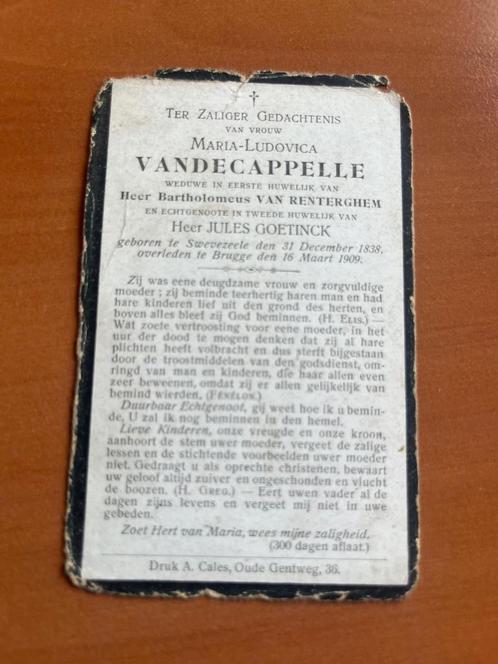 TER ZALIGER GEDACHTENIS
VAN VROUW
MARIA-LUDOVICA
VANDECAPPELLE
WEDUWE IN EERSTE HUWELIJK VAN
Heer Bartholomeus VAN RENTERGHEM
EN ECHTGENOOTE IN TWEEDE HUWELIJK VAN
HEER JULES GOETINCK
geboren te Swevezeele den 31 December 1838,
overleden te Brugge den 16 Maart 1909.
Zij was eene deugdzame vrouw en zorgvuldige
moeder; zij beminde teerhertig haren man en had
hare kinderen lief uit den grond des herten, en
boven alles bleef zij God beminnen. (H. ELIS.) —
Wat zoete vertroosting voor eene moeder, in het
uur der dood te mogen denken dat zij al hare
plichten heeft volbracht en dus sterft bijgestaan
door de troostmiddelen van den godsdienst, om-
ringd van man en kinderen, die haar allen even
zeer beweenen, omdat zij er allen gelijkelijk van
bemind wierden. (FÉNÉLON.)
Duurbaar Echtgenoot, gij weet hoe ik u bemin-
de, U zal ik nog beminnen in den hemel.
Lieve Kinderen, onze vreugde en onze kroon,
aanhoort de stem uwer moeder, vergeet de zalige
lessen en de stichtende voorbeelden uwer moeder
niet. Gedraagt u als oprechte christenen, bewaart
uw geloof altijd zuiver en ongeschonden en vlucht
de boozen. (H. GREG.) — Eert uwen vader al de
dagen zijns levens en vergeet mij niet in uwe
gebeden.
Zoet Hert van Maria, wees mijne zaligheid.
(300 dagen aflaat.)
Druk A. Cales, Oude Gentweg, 36.